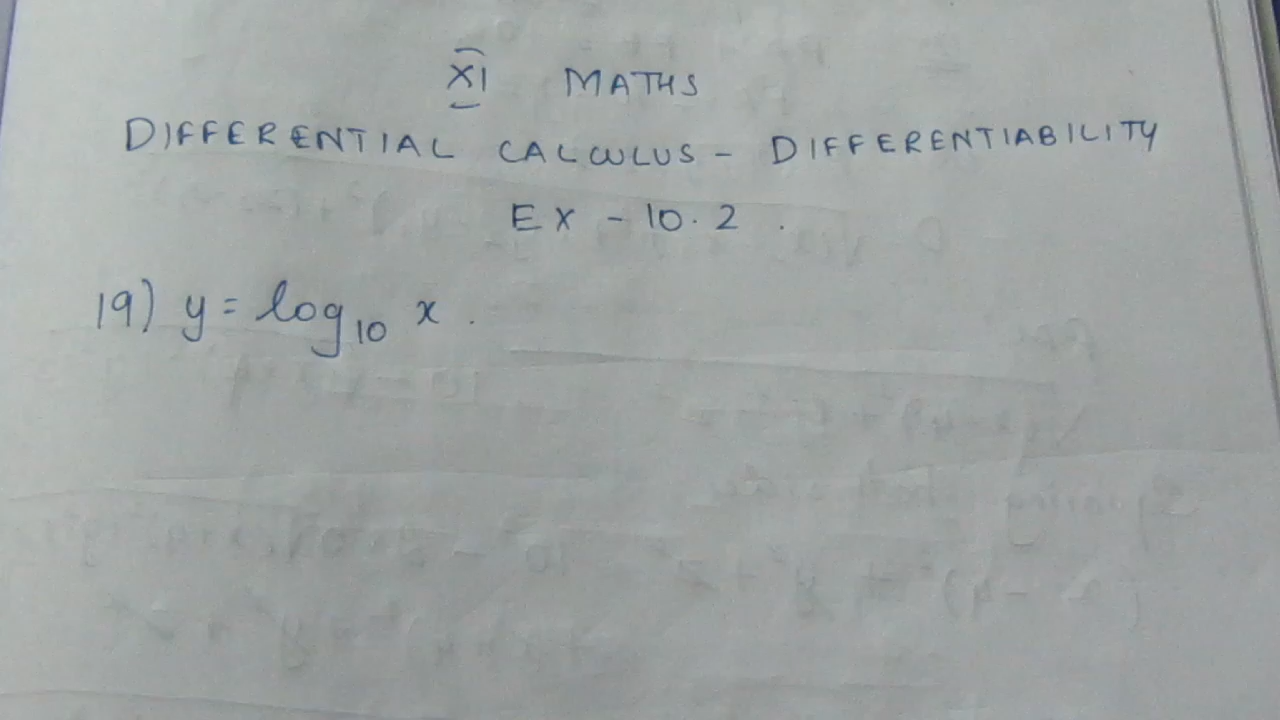 XI MATHS
DIFFERENTIAL CALCULUS - DIFFERENTIABILITY
EX - 10.2.
19) y = log₁₀ x.